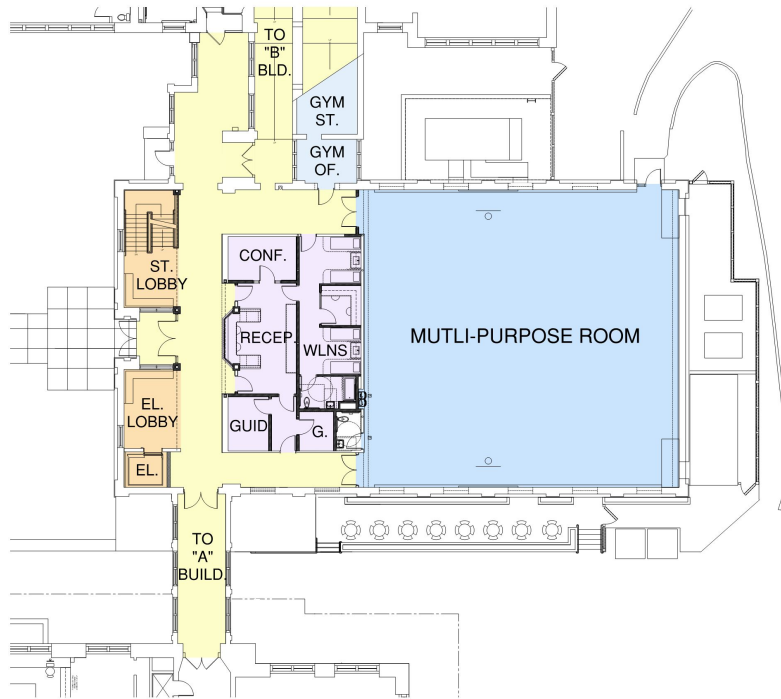 TO
"B"
BLD.
GYM
ST.
GYM
OF.
CONF.
ST.
LOBBY
RECEP.
WLNS
MUTLI-PURPOSE ROOM
EL.
LOBBY
GUID
G.
EL.
TO
"A"
BUILD.